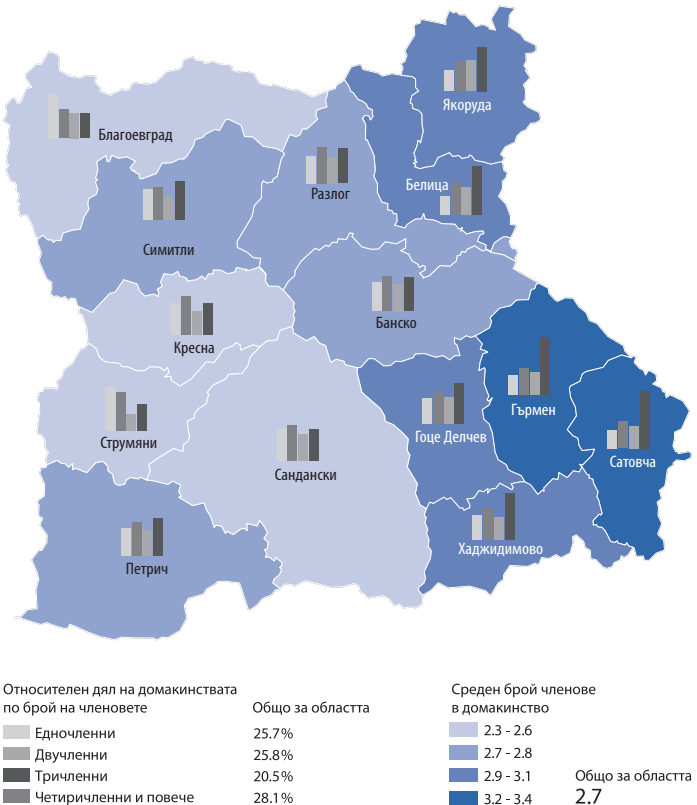 Якоруда
Благоевград
Белица
Разлог
Симитли
Банско
Кресна
Гърмен
Струмяни
Гоце Делчев
Сатовча
Сандански
Хаджидимово
Петрич
Относителен дял на домакинствата
по брой на членовете
Общо за областта
Едночленни 25.7%
Двучленни 25.8%
Тричленни 20.5%
Четиричленни и повече 28.1%
Среден брой членове
в домакинство
2.3 - 2.6
2.7 - 2.8
2.9 - 3.1
3.2 - 3.4
Общо за областта
2.7